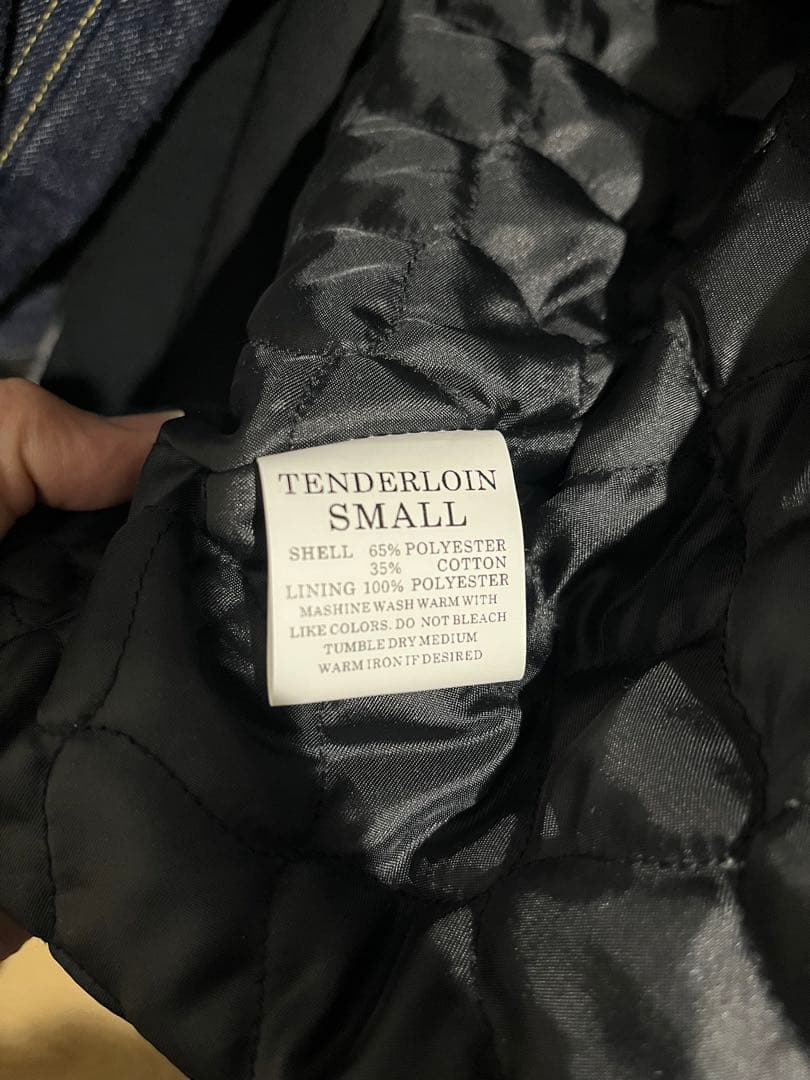 TENDERLOIN
SMALL
SHELL 65% POLYESTER
35% COTTON
LINING 100% POLYESTER
MASHINE WASH WARM WITH
LIKE COLORS. DO NOT BLEACH
TUMBLE DRY MEDIUM
WARM IRON IF DESIRED